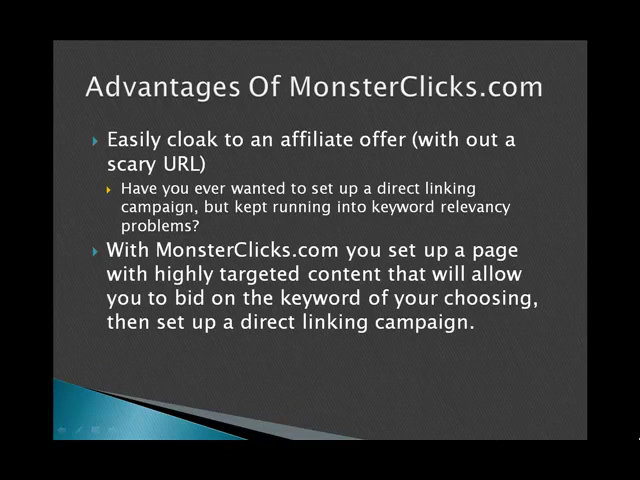 Advantages Of MonsterClicks.com
Easily cloak to an affiliate offer (with out a
scary URL)
Have you ever wanted to set up a direct linking
campaign, but kept running into keyword relevancy
problems?
With MonsterClicks.com you set up a page
with highly targeted content that will allow
you to bid on the keyword of your choosing,
then set up a direct linking campaign.